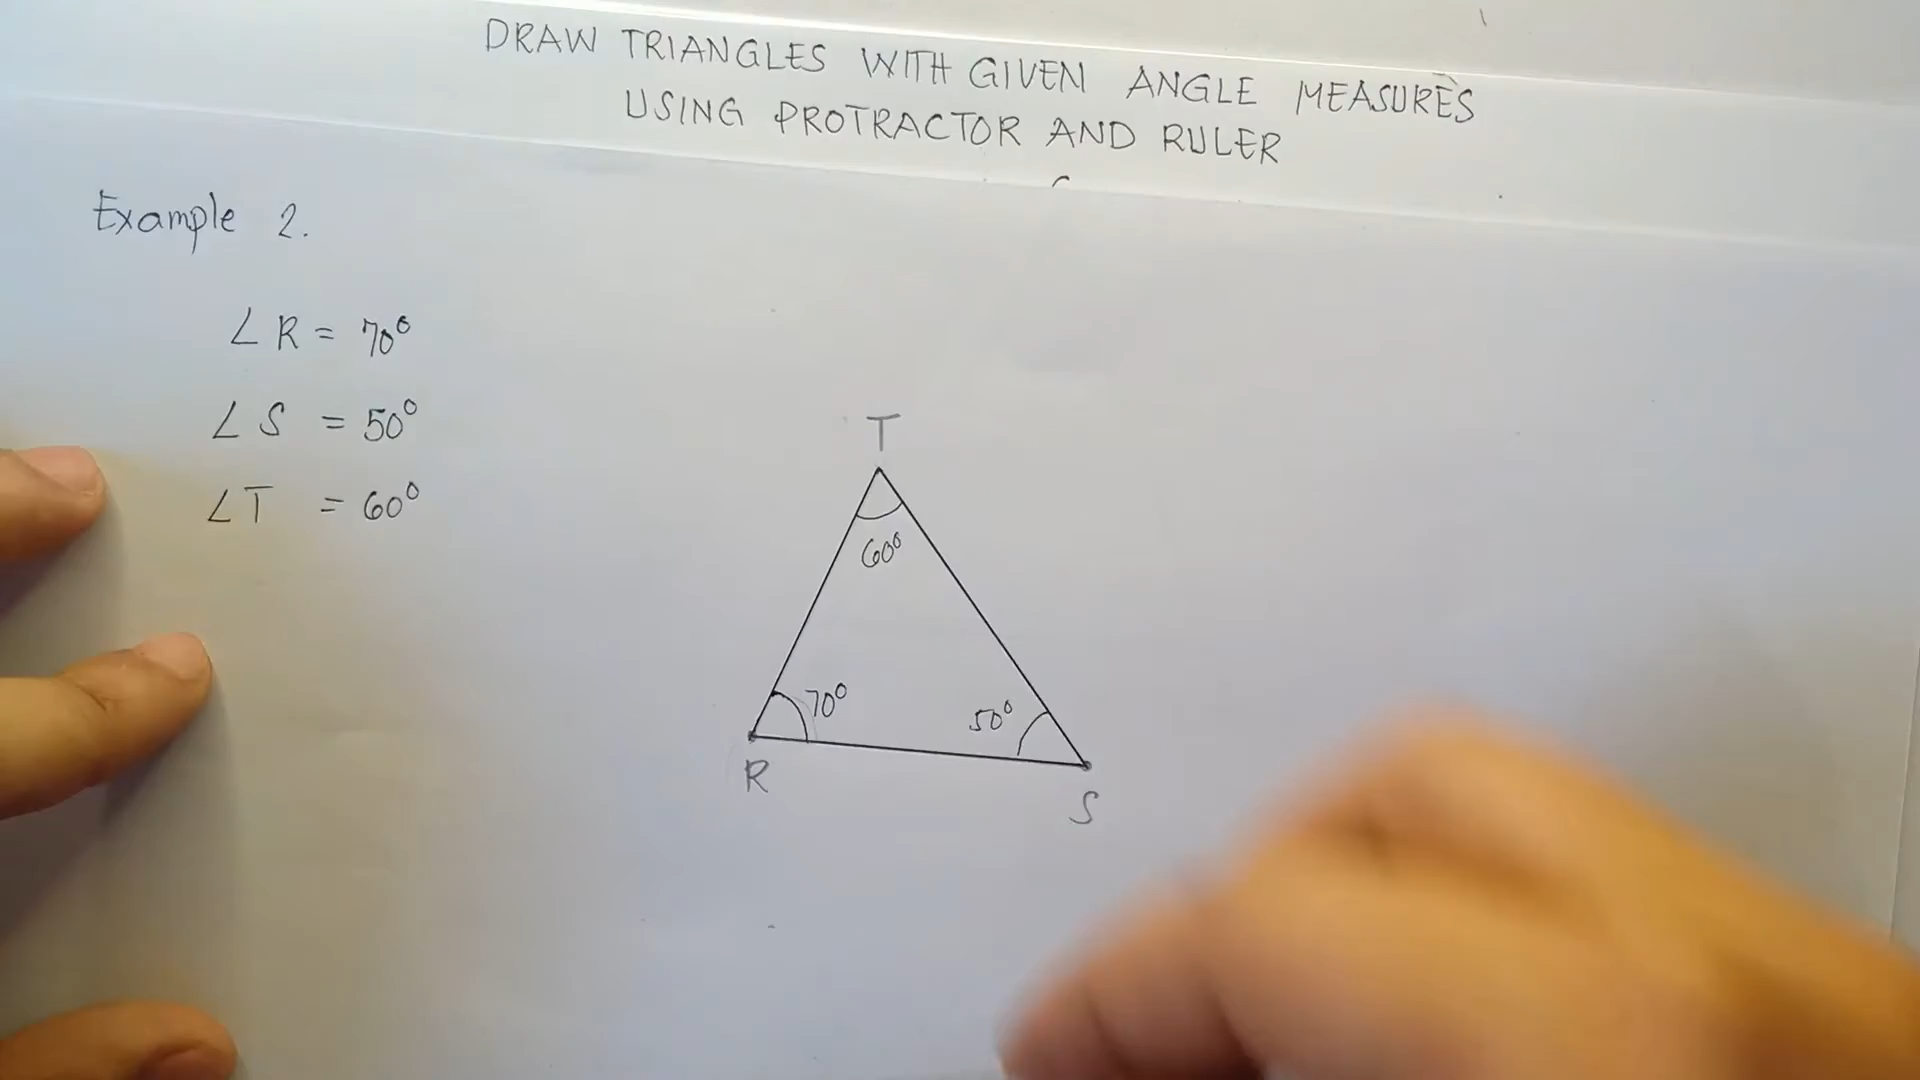 DRAW TRIANGLES WITH GIVEN ANGLE MEASURES
USING PROTRACTOR AND RULER
Example 2.
∠R = 70°
∠S = 50°
∠T = 60°
T
60°
70°
50°
R
S